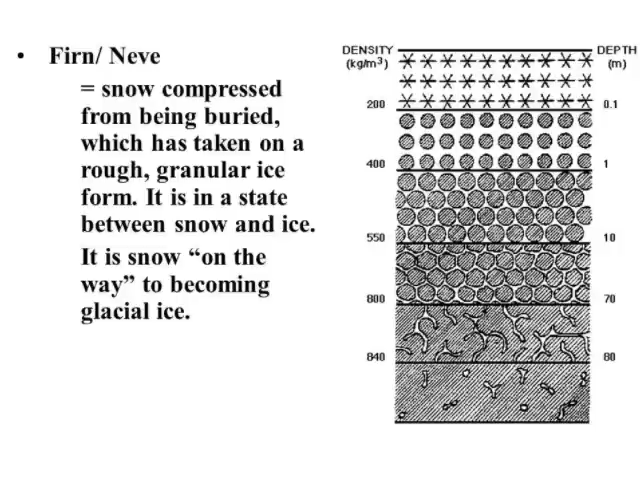 • Firn/ Neve
= snow compressed
from being buried,
which has taken on a
rough, granular ice
form. It is in a state
between snow and ice.
It is snow “on the
way” to becoming
glacial ice.
DENSITY DEPTH
(kg/m³) (m)
200 0.1
400 1
550 10
800 70
840 80